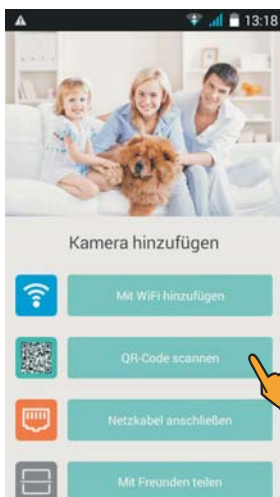 13:18
Kamera hinzufügen
Mit WiFi hinzufügen
QR-Code scannen
Netzkabel anschließen
Mit Freunden teilen